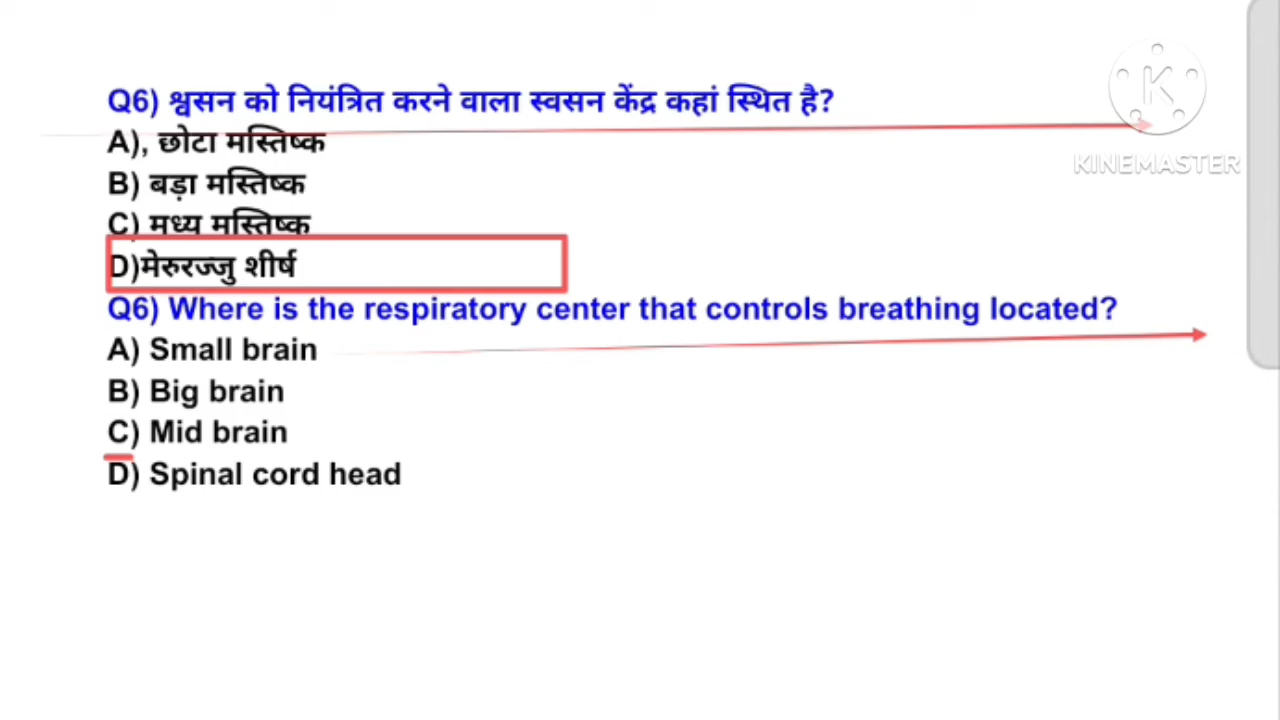 Q6) श्वसन को नियंत्रित करने वाला स्वसन केंद्र कहां स्थित है?
A), छोटा मस्तिष्क
B) बड़ा मस्तिष्क
C) मध्य मस्तिष्क
D)मेरुरज्जु शीर्ष
Q6) Where is the respiratory center that controls breathing located?
A) Small brain
B) Big brain
C) Mid brain
D) Spinal cord head
K
KINEMASTER